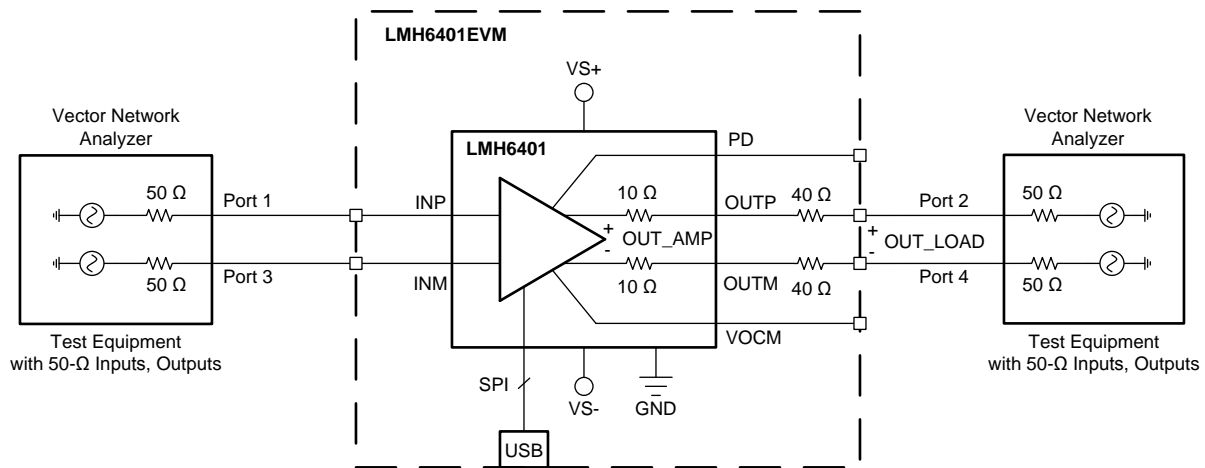 LMH6401EVM
VS+
Vector Network
Analyzer
Vector Network
Analyzer
LMH6401
PD
50 Ω
Port 1
INP
10 Ω
OUTP
40 Ω
Port 2
50 Ω
+
-
OUT_AMP
+
-
OUT_LOAD
50 Ω
Port 3
INM
10 Ω
OUTM
40 Ω
Port 4
50 Ω
VOCM
Test Equipment
with 50-Ω Inputs, Outputs
Test Equipment
with 50-Ω Inputs, Outputs
SPI
VS-
GND
USB